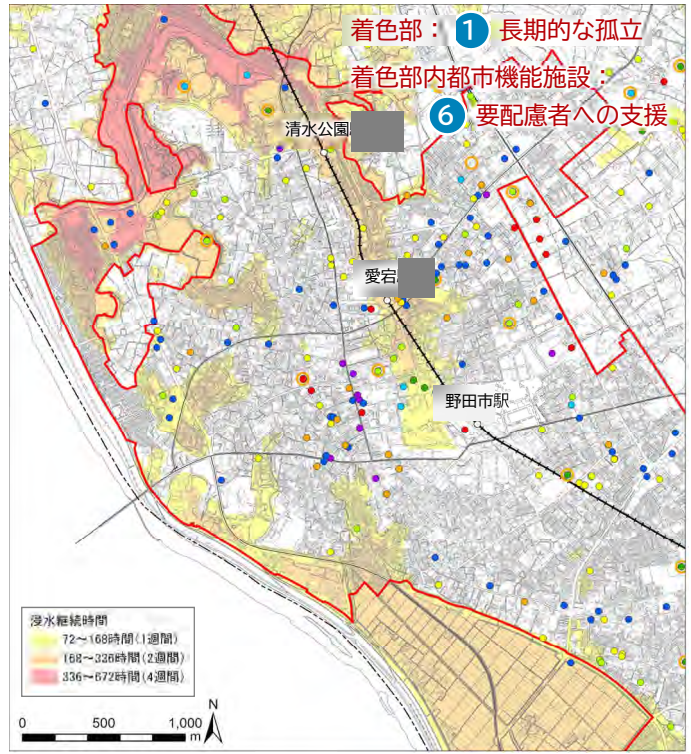 着色部： 1 長期的な孤立
着色部内都市機能施設：
6 要配慮者への支援
清水公園
愛宕
野田市駅
浸水継続時間
72～168時間(1週間)
168～336時間(2週間)
336～672時間(4週間)
0 500 1,000
m
N